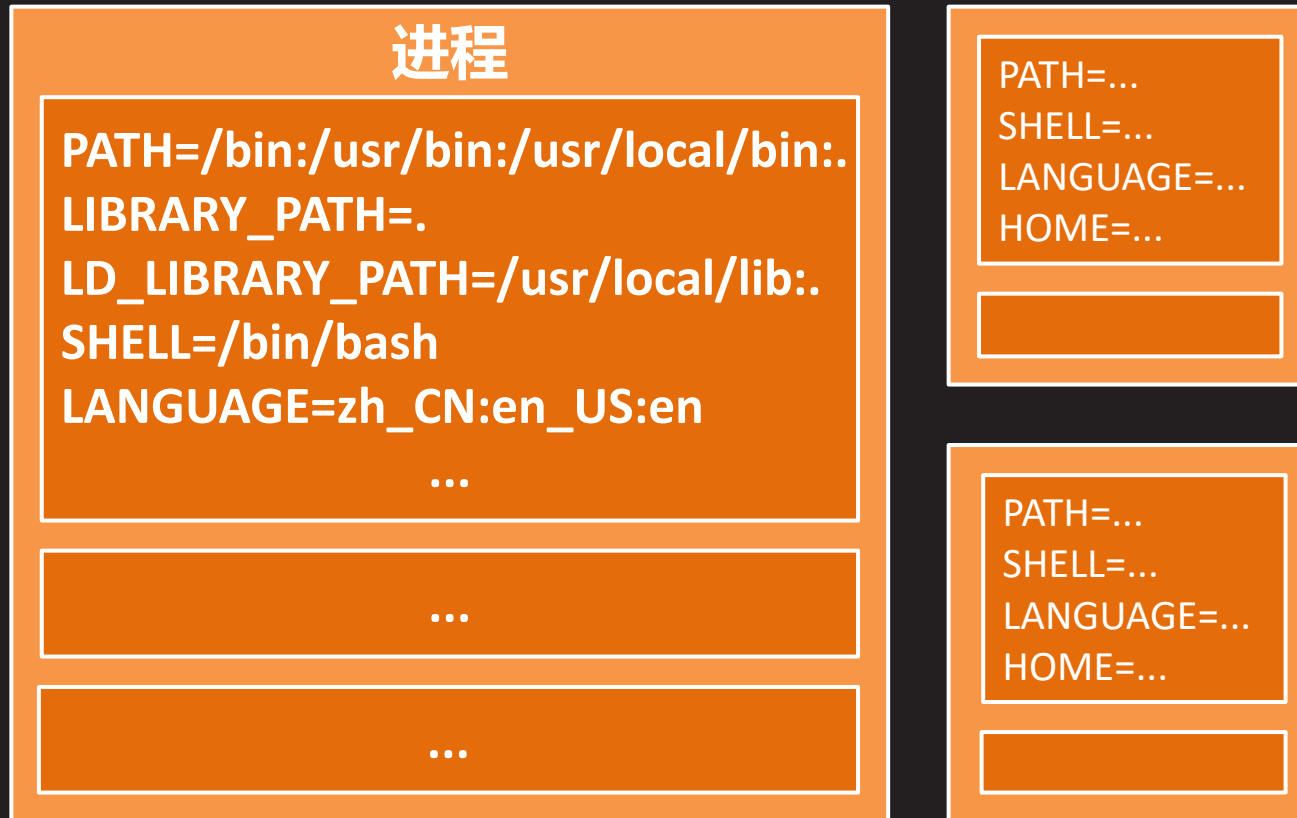 进程
PATH=/bin:/usr/bin:/usr/local/bin:.
LIBRARY_PATH=.
LD_LIBRARY_PATH=/usr/local/lib:.
SHELL=/bin/bash
LANGUAGE=zh_CN:en_US:en
...
...
...
PATH=...
SHELL=...
LANGUAGE=...
HOME=...
PATH=...
SHELL=...
LANGUAGE=...
HOME=...